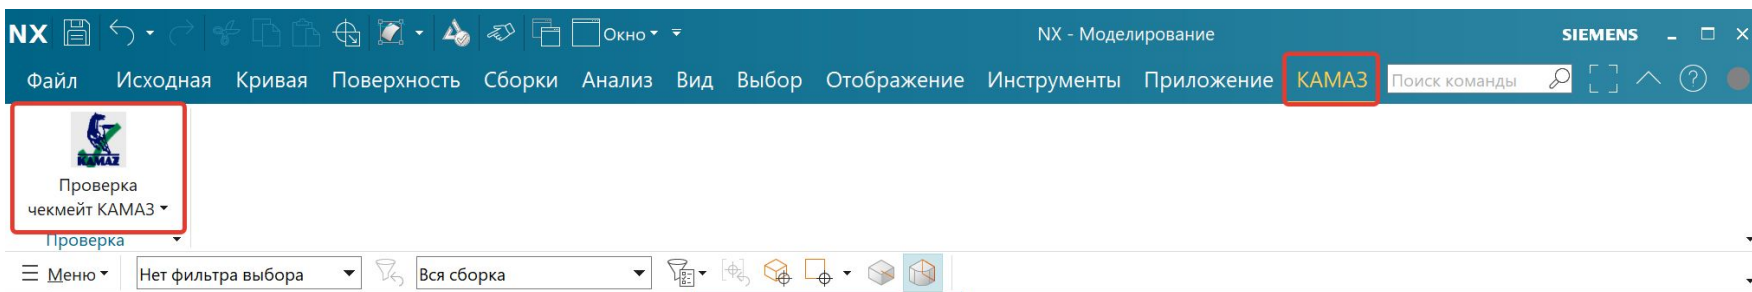 NX Окно NX - Моделирование SIEMENS
Файл Исходная Кривая Поверхность Сборки Анализ Вид Выбор Отображение Инструменты Приложение КАМАЗ Поиск команды
KAMAZ
Проверка
чекмейт КАМАЗ
Проверка
Меню Нет фильтра выбора Вся сборка